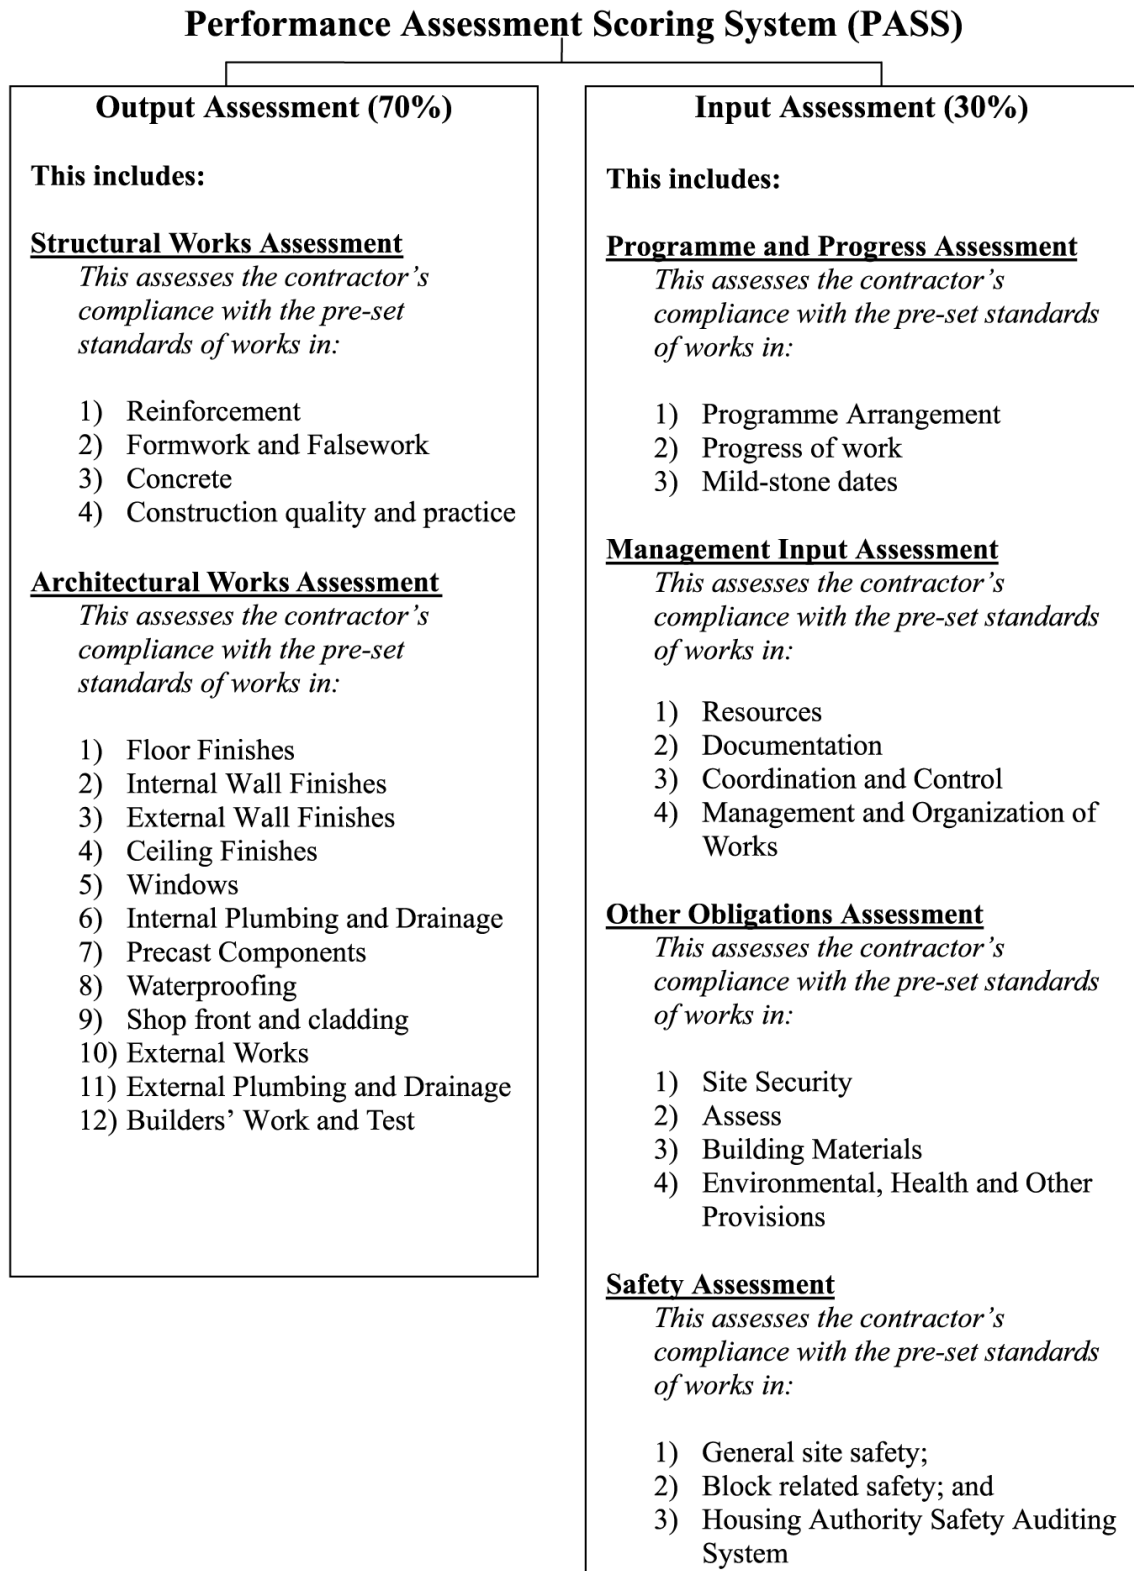 Performance Assessment Scoring System (PASS)
Output Assessment (70%)
This includes:
Structural Works Assessment
This assesses the contractor's
compliance with the pre-set
standards of works in:
1) Reinforcement
2) Formwork and Falsework
3) Concrete
4) Construction quality and practice
Architectural Works Assessment
This assesses the contractor's
compliance with the pre-set
standards of works in:
1) Floor Finishes
2) Internal Wall Finishes
3) External Wall Finishes
4) Ceiling Finishes
5) Windows
6) Internal Plumbing and Drainage
7) Precast Components
8) Waterproofing
9) Shop front and cladding
10) External Works
11) External Plumbing and Drainage
12) Builders' Work and Test
Input Assessment (30%)
This includes:
Programme and Progress Assessment
This assesses the contractor's
compliance with the pre-set standards
of works in:
1) Programme Arrangement
2) Progress of work
3) Mild-stone dates
Management Input Assessment
This assesses the contractor's
compliance with the pre-set standards
of works in:
1) Resources
2) Documentation
3) Coordination and Control
4) Management and Organization of
Works
Other Obligations Assessment
This assesses the contractor's
compliance with the pre-set standards
of works in:
1) Site Security
2) Assess
3) Building Materials
4) Environmental, Health and Other
Provisions
Safety Assessment
This assesses the contractor's
compliance with the pre-set standards
of works in:
1) General site safety;
2) Block related safety; and
3) Housing Authority Safety Auditing
System